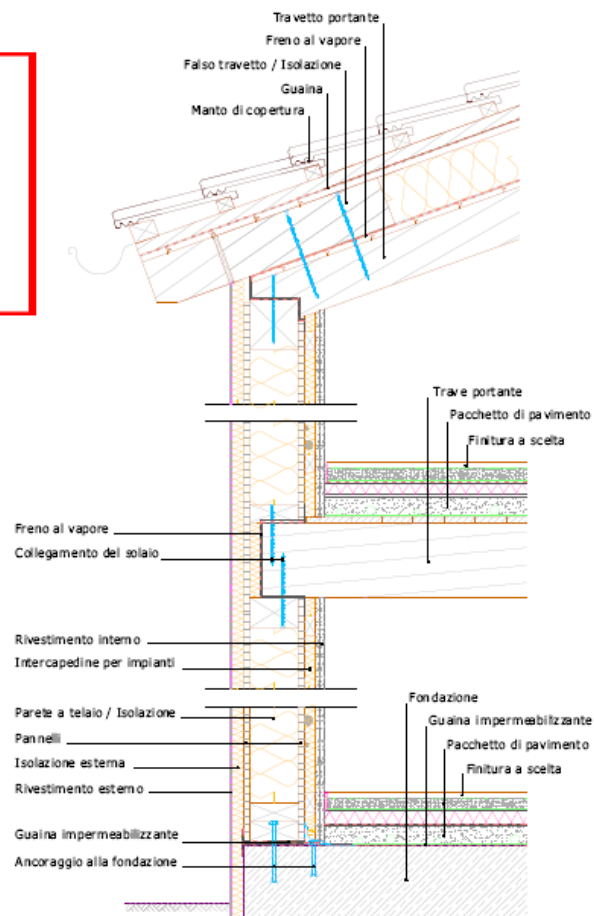 Travetto portante
Freno al vapore
Falso travetto / Isolazione
Guaina
Manto di copertura
Trave portante
Pacchetto di pavimento
Finitura a scelta
Freno al vapore
Collegamento del solaio
Rivestimento interno
Intercapedine per impianti
Parete a telaio / Isolazione
Pannelli
Isolazione esterna
Rivestimento esterno
Guaina impermeabilizzante
Ancoraggio alla fondazione
Fondazione
Guaina impermeabilizzante
Pacchetto di pavimento
Finitura a scelta